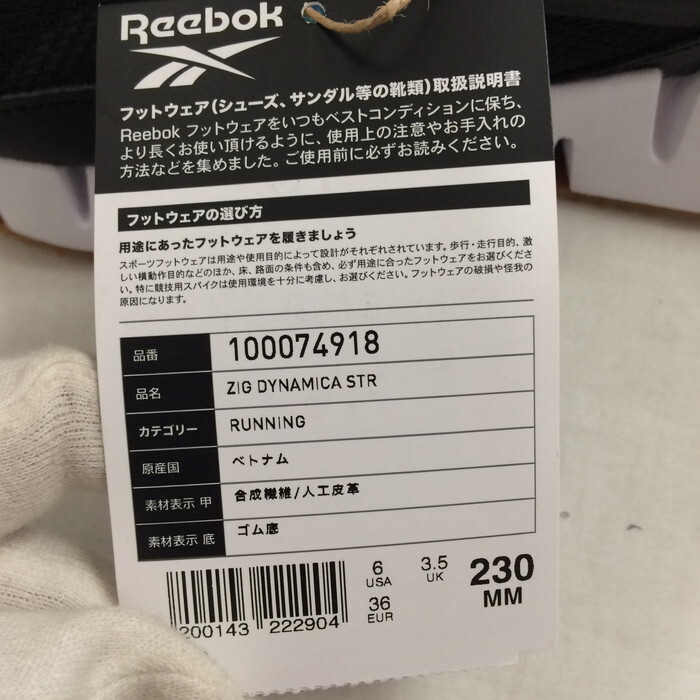 Reebok
フットウェア(シューズ、サンダル等の靴類)取扱説明書
Reebok フットウェアをいつもベストコンディションに保ち、
より長くお使い頂けるように、使用上の注意やお手入れの
方法などを集めました。ご使用前に必ずお読みください。
フットウェアの選び方
用途にあったフットウェアを履きましょう
スポーツフットウェアは用途や使用目的によって設計がそれぞれされています。歩行・走行目的、激
しい横動作目的などのほか、床、路面の条件も含め、必ず用途に合ったフットウェアをお選びくださ
い。特に競技用スパイクは使用環境を十分に考慮し、お選びください。フットウェアの破損や怪我の
原因になります。
品番 100074918
品名 ZIG DYNAMICA STR
カテゴリー RUNNING
原産国 ベトナム
素材表示 甲 合成繊維/人工皮革
素材表示 底 ゴム底
6 USA 3.5 UK 230 MM
36 EUR
200143 222904